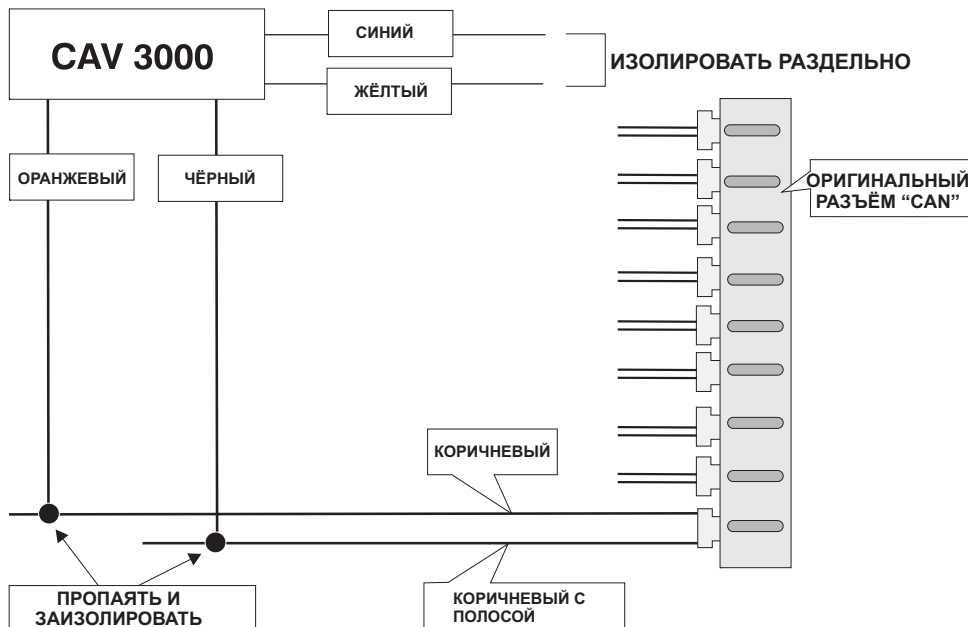 CAV 3000
СИНИЙ
ЖЁЛТЫЙ
ИЗОЛИРОВАТЬ РАЗДЕЛЬНО
ОРАНЖЕВЫЙ
ЧЁРНЫЙ
ОРИГИНАЛЬНЫЙ
РАЗЪЁМ “CAN”
КОРИЧНЕВЫЙ
ПРОПАЯТЬ И
ЗАИЗОЛИРОВАТЬ
КОРИЧНЕВЫЙ С
ПОЛОСОЙ